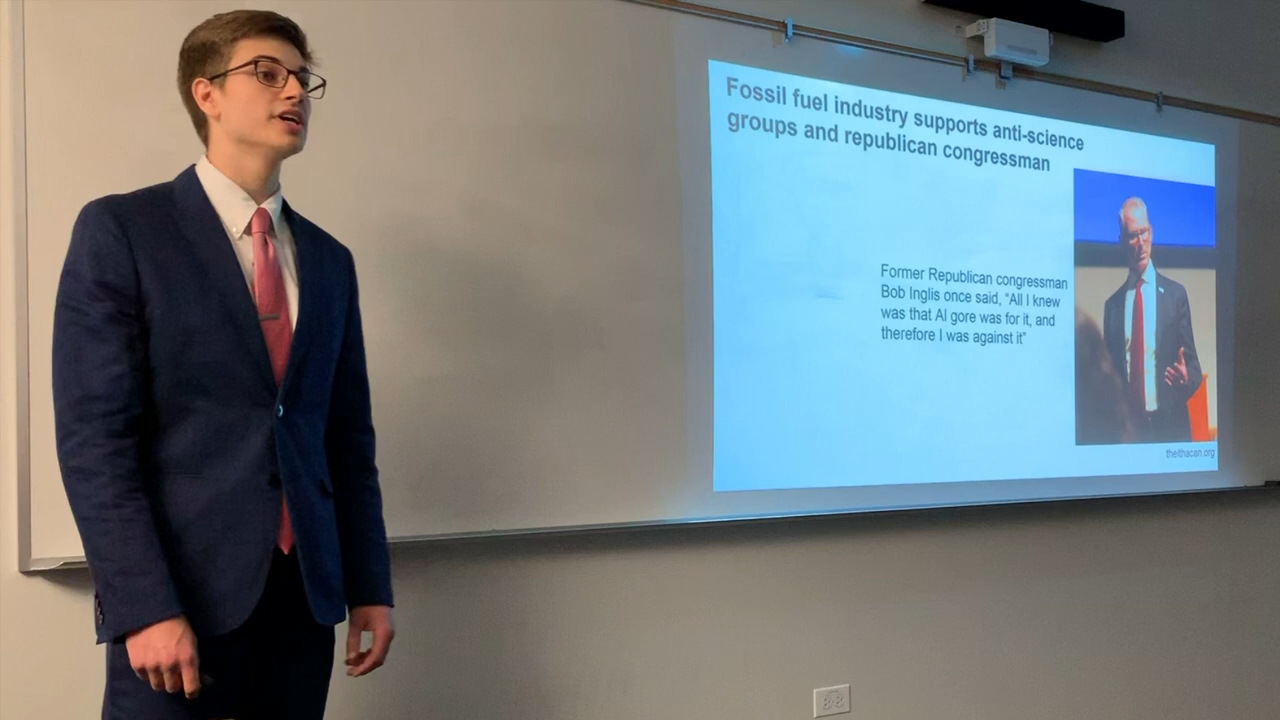 Fossil fuel industry supports anti-science
groups and republican congressman
Former Republican congressman
Bob Inglis once said, “All I knew
was that Al gore was for it, and
therefore I was against it”
theithacan.org